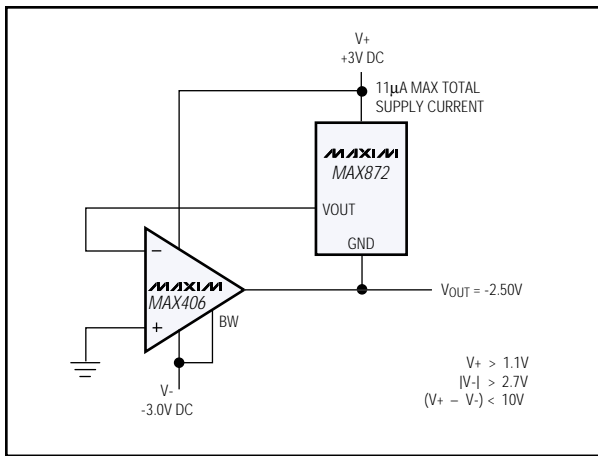 V+
+3V DC
11µA MAX TOTAL
SUPPLY CURRENT
MAXIM
MAX872
VOUT
GND
−
MAXIM
MAX406
+
BW
VOUT = -2.50V
V-
-3.0V DC
V+ > 1.1V
|V-| > 2.7V
(V+ – V-) < 10V